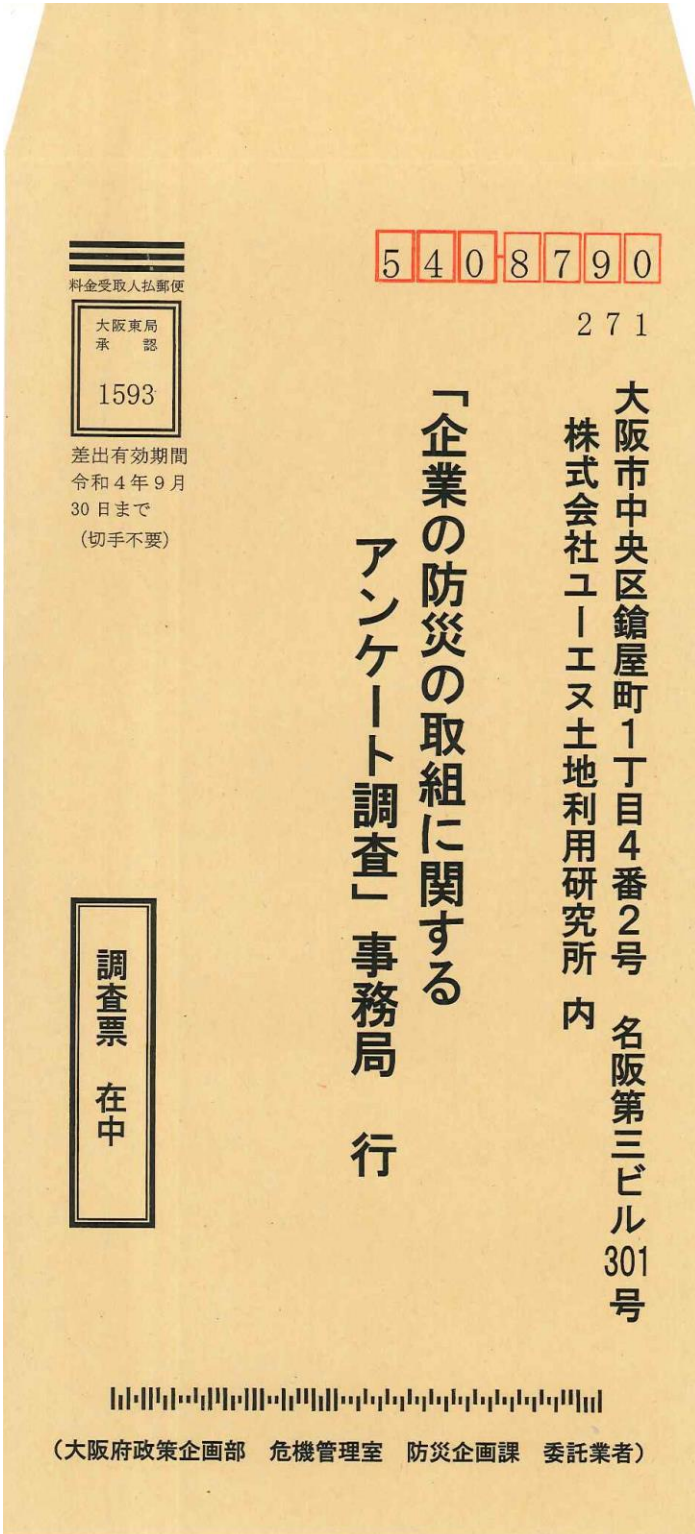 5408790
271
大阪市中央区鎗屋町1丁目4番2号 名阪第三ビル301号
株式会社ユーエヌ土地利用研究所 内
「企業の防災の取組に関する
アンケート調査」事務局 行
料金受取人払郵便
大阪東局
承 認
1593
差出有効期間
令和4年9月
30日まで
(切手不要)
調査票 在中
(大阪府政策企画部 危機管理室 防災企画課 委託業者)